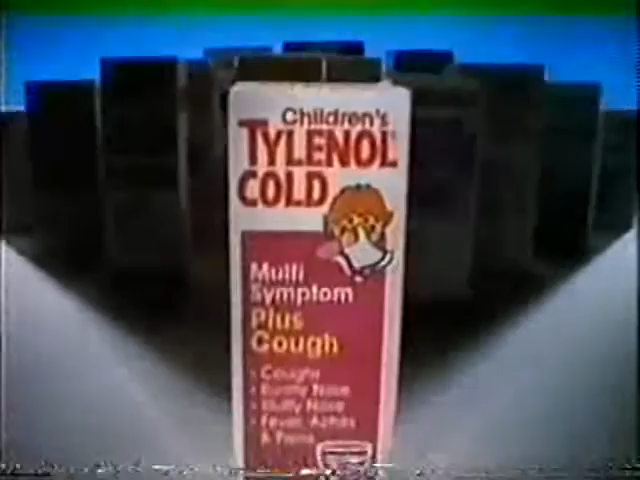 Children's
TYLENOL
COLD
Multi
Symptom
Plus
Cough
• Coughs
• Runny Nose
• Stuffy Nose
• Fever, Aches
& Pains